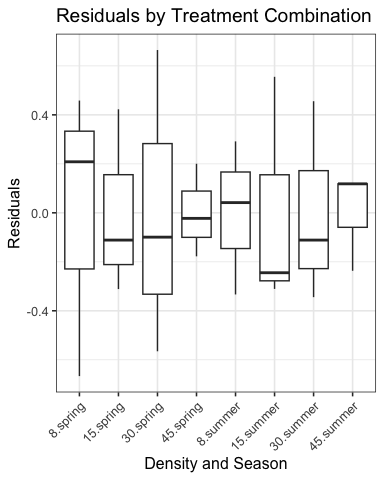 Residuals by Treatment Combination
Residuals
0.4
0.0
-0.4
8.spring
15.spring
30.spring
45.spring
8.summer
15.summer
30.summer
45.summer
Density and Season